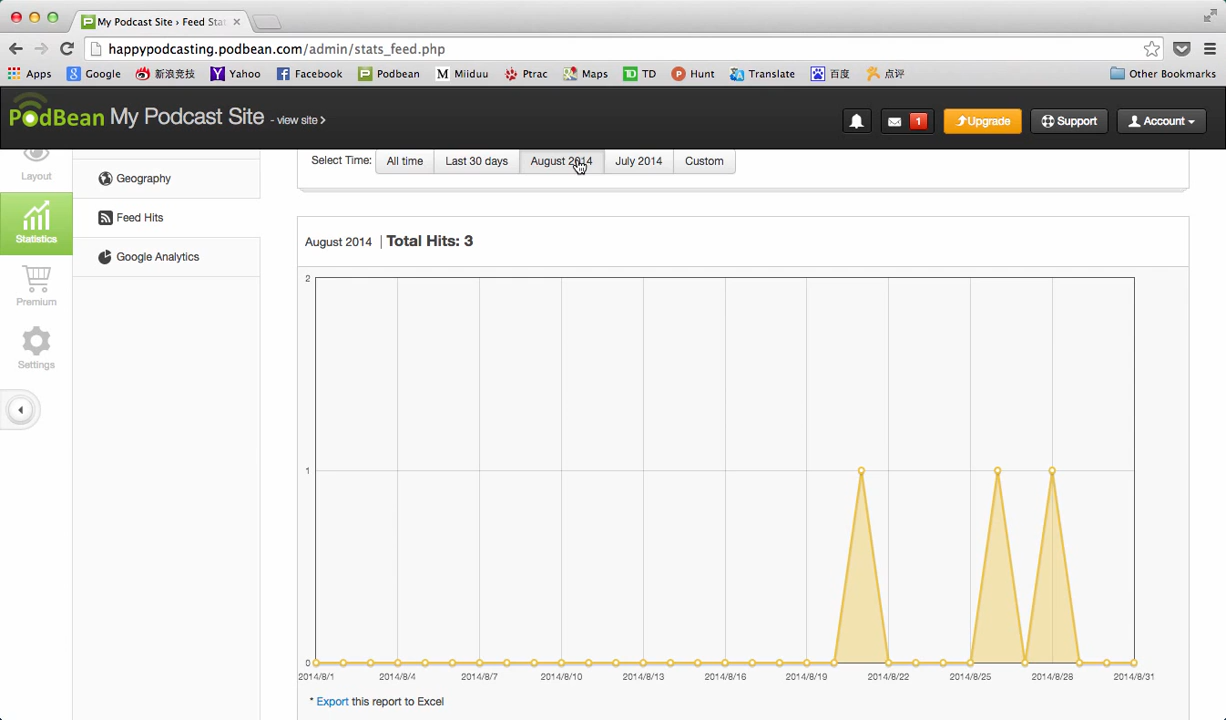 My Podcast Site › Feed Stat
happypodcasting.podbean.com/admin/stats_feed.php
Apps Google 新浪竞技 Yahoo Facebook Podbean Miiduu Ptrac Maps TD Hunt Translate 百度 点评 Other Bookmarks
PodBean My Podcast Site - view site 1 Upgrade Support Account
Layout
Statistics
Premium
Settings
Geography
Feed Hits
Google Analytics
Select Time: All time Last 30 days August 2014 July 2014 Custom
August 2014 | Total Hits: 3
2
1
0
2014/8/1 2014/8/4 2014/8/7 2014/8/10 2014/8/13 2014/8/16 2014/8/19 2014/8/22 2014/8/25 2014/8/28 2014/8/31
* Export this report to Excel